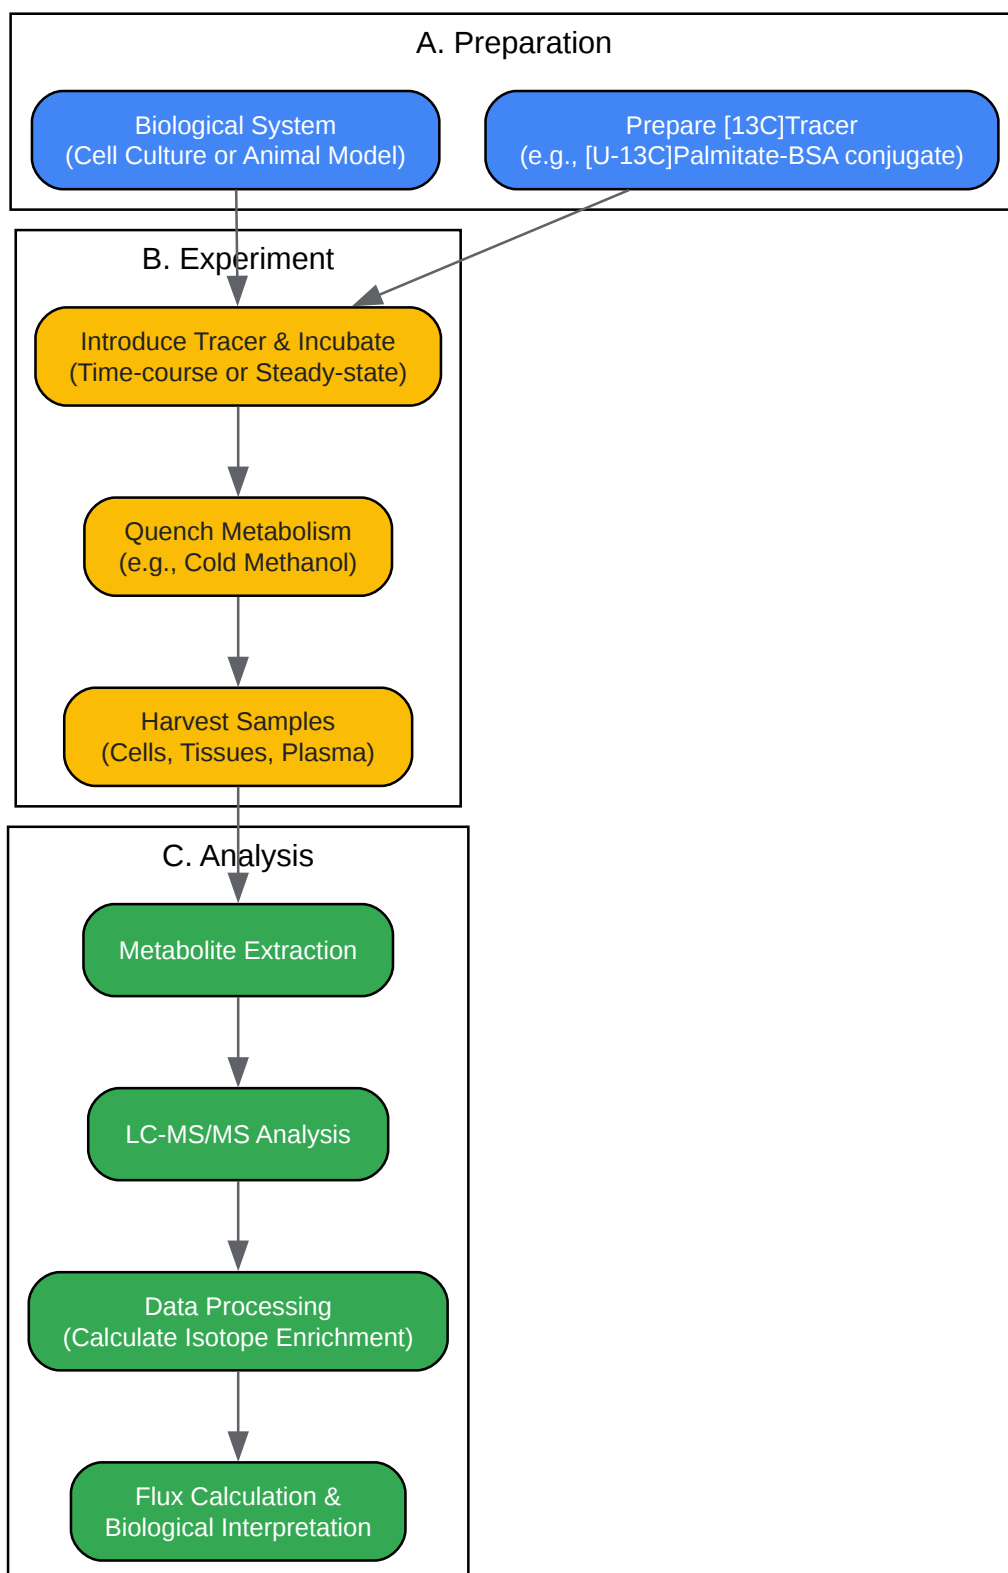 A. Preparation
Biological System
(Cell Culture or Animal Model)
Prepare [13C]Tracer
(e.g., [U-13C]Palmitate-BSA conjugate)
B. Experiment
Introduce Tracer & Incubate
(Time-course or Steady-state)
Quench Metabolism
(e.g., Cold Methanol)
Harvest Samples
(Cells, Tissues, Plasma)
C. Analysis
Metabolite Extraction
LC-MS/MS Analysis
Data Processing
(Calculate Isotope Enrichment)
Flux Calculation &
Biological Interpretation